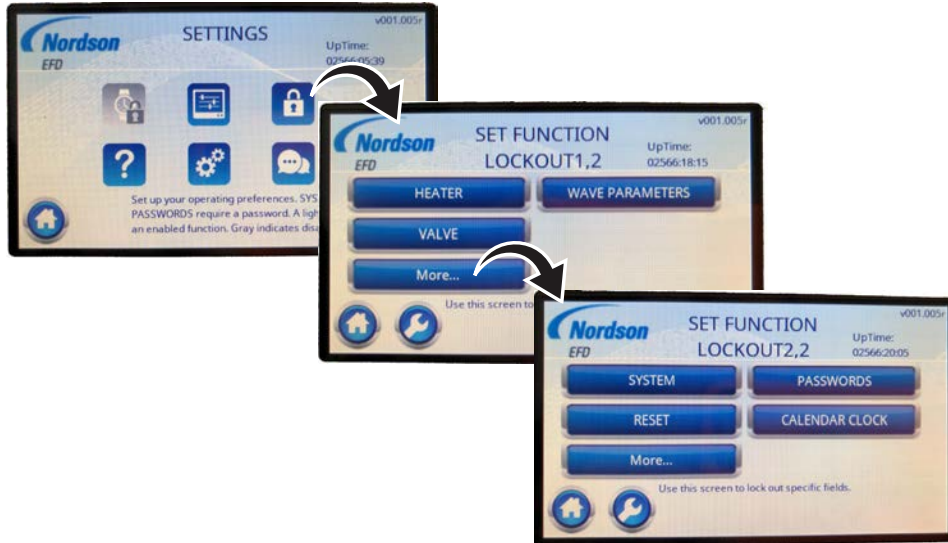 v001.005r
Nordson
EFD
SETTINGS
UpTime:
02566:05:39
?
Set up your operating preferences. SYS
PASSWORDS require a password. A ligh
an enabled function. Gray indicates disa
v001.005r
Nordson
EFD
SET FUNCTION
LOCKOUT1,2
UpTime:
02566:18:15
HEATER
WAVE PARAMETERS
VALVE
More...
Use this screen to
v001.005r
Nordson
EFD
SET FUNCTION
LOCKOUT2,2
UpTime:
02566:20:05
SYSTEM
PASSWORDS
RESET
CALENDAR CLOCK
More...
Use this screen to lock out specific fields.